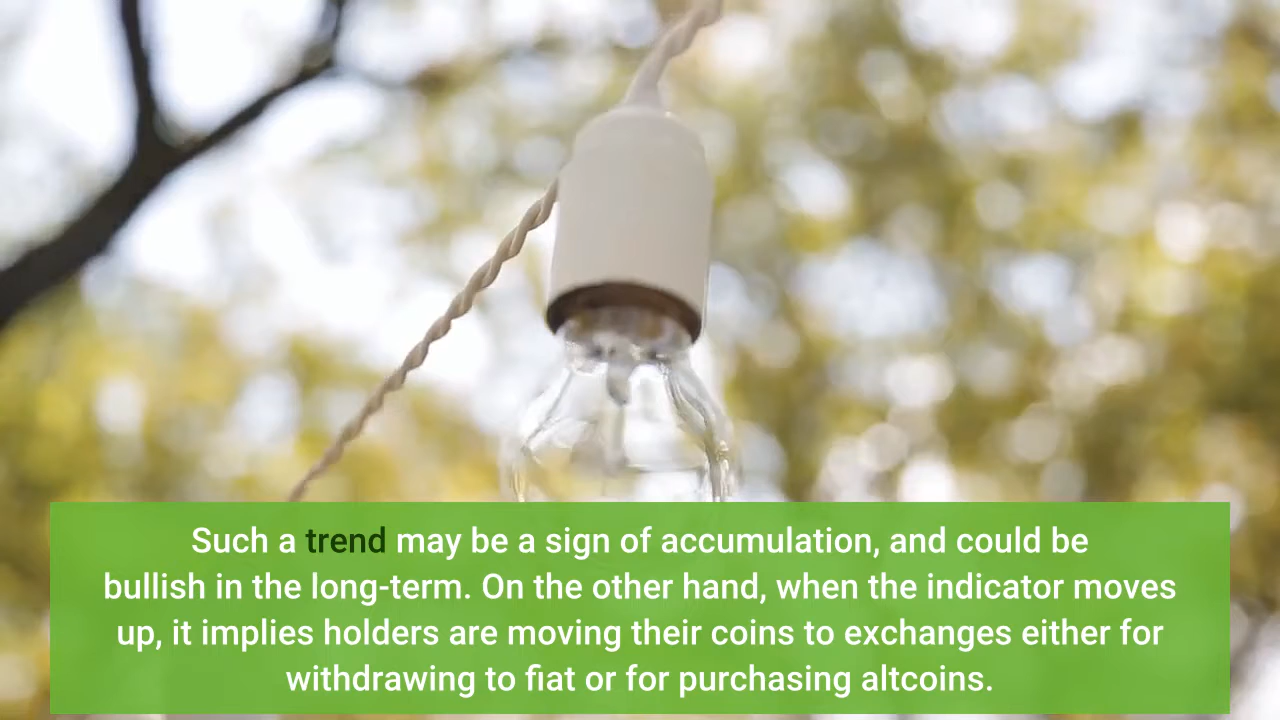 Such a trend may be a sign of accumulation, and could be
bullish in the long-term. On the other hand, when the indicator moves
up, it implies holders are moving their coins to exchanges either for
withdrawing to fiat or for purchasing altcoins.